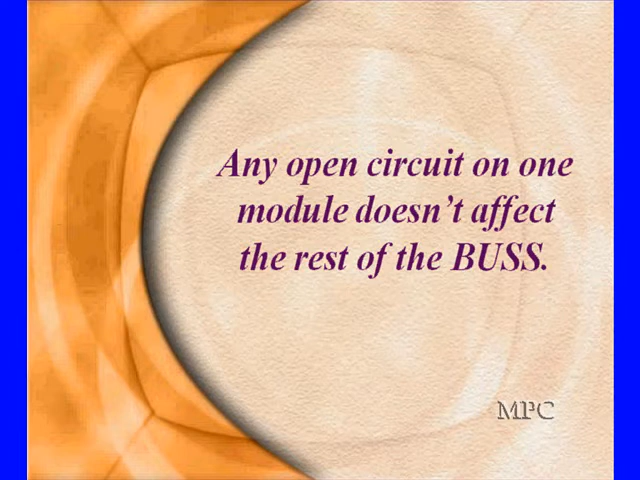 Any open circuit on one
module doesn’t affect
the rest of the BUSS.
MPC